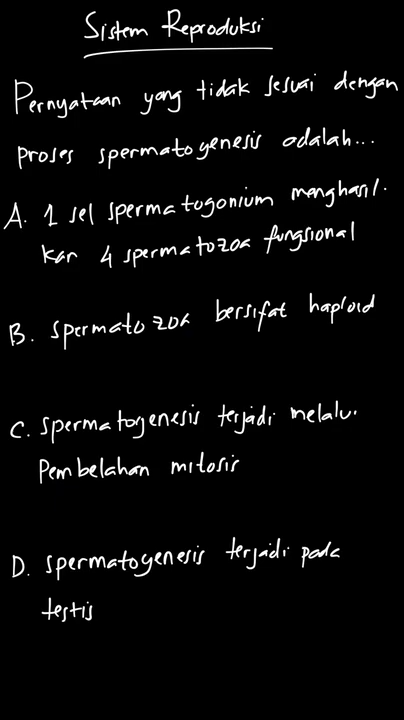 Sistem Reproduksi
Pernyataan yang tidak sesuai dengan
proses spermatogenesis adalah...
A. 1 sel spermatogonium menghasil-
kan 4 spermatozoa fungsional
B. Spermatozoa bersifat haploid
C. Spermatogenesis terjadi melalui
Pembelahan mitosis
D. Spermatogenesis terjadi pada
testis